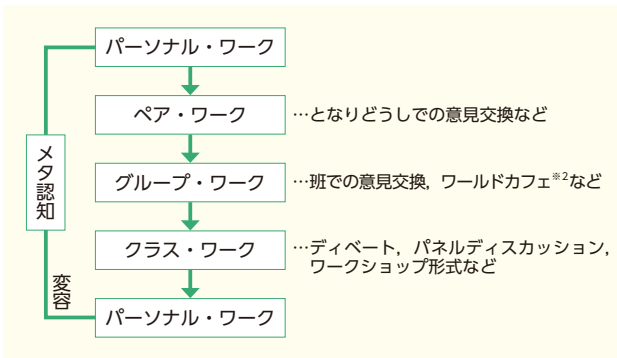 パーソナル・ワーク
ペア・ワーク
…となりどうしでの意見交換など
グループ・ワーク
…班での意見交換，ワールドカフェ※2など
クラス・ワーク
…ディベート，パネルディスカッション，
ワークショップ形式など
パーソナル・ワーク
メタ認知
変容